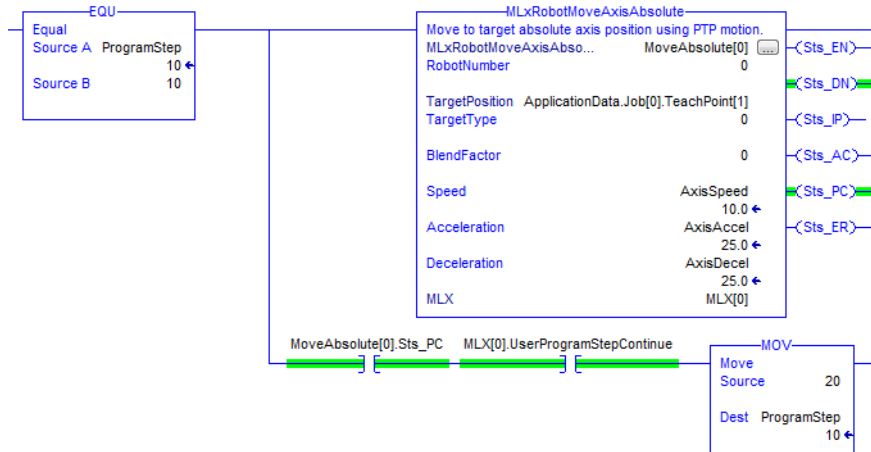 EQU
Equal
Source A ProgramStep
10
Source B 10
MLxRobotMoveAxisAbsolute
Move to target absolute axis position using PTP motion.
MLxRobotMoveAxisAbso... MoveAbsolute[0] ...
RobotNumber 0
TargetPosition ApplicationData.Job[0].TeachPoint[1]
TargetType 0
BlendFactor 0
Speed AxisSpeed
10.0
Acceleration AxisAccel
25.0
Deceleration AxisDecel
25.0
MLX MLX[0]
Sts_EN
Sts_DN
Sts_IP
Sts_AC
Sts_PC
Sts_ER
MoveAbsolute[0].Sts_PC MLX[0].UserProgramStepContinue
MOV
Move
Source 20
Dest ProgramStep
10